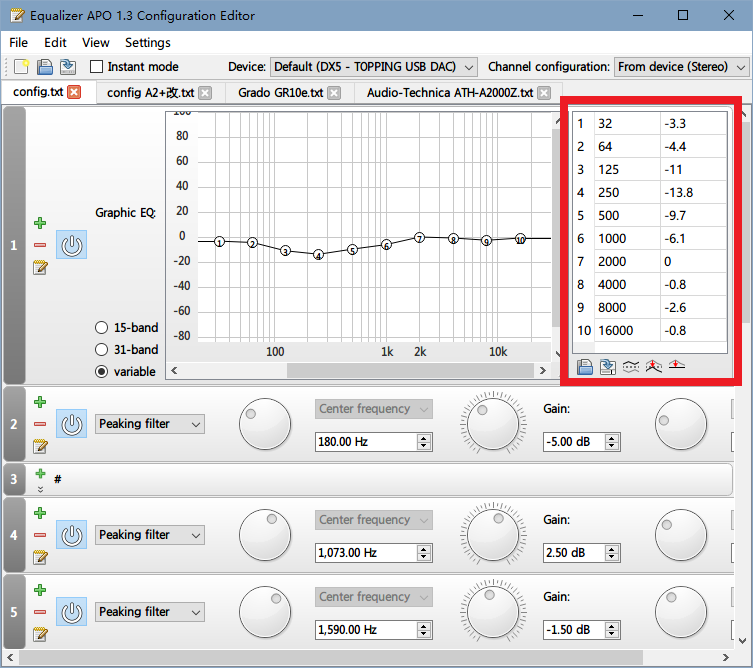 Equalizer APO 1.3 Configuration Editor
File Edit View Settings
Instant mode Device: Default (DX5 - TOPPING USB DAC) Channel configuration: From device (Stereo)
config.txt config A2+改.txt Grado GR10e.txt Audio-Technica ATH-A2000Z.txt
1
Graphic EQ:
15-band
31-band
variable
100
80
60
40
20
0
-20
-40
-60
-80
1 2 3 4 5 6 7 8 9 10
100 1k 2k 10k
1 32 -3.3
2 64 -4.4
3 125 -11
4 250 -13.8
5 500 -9.7
6 1000 -6.1
7 2000 0
8 4000 -0.8
9 8000 -2.6
10 16000 -0.8
2 Peaking filter Center frequency Gain:
180.00 Hz -5.00 dB
3 #
4 Peaking filter Center frequency Gain:
1,073.00 Hz 2.50 dB
5 Peaking filter Center frequency Gain:
1,590.00 Hz -1.50 dB